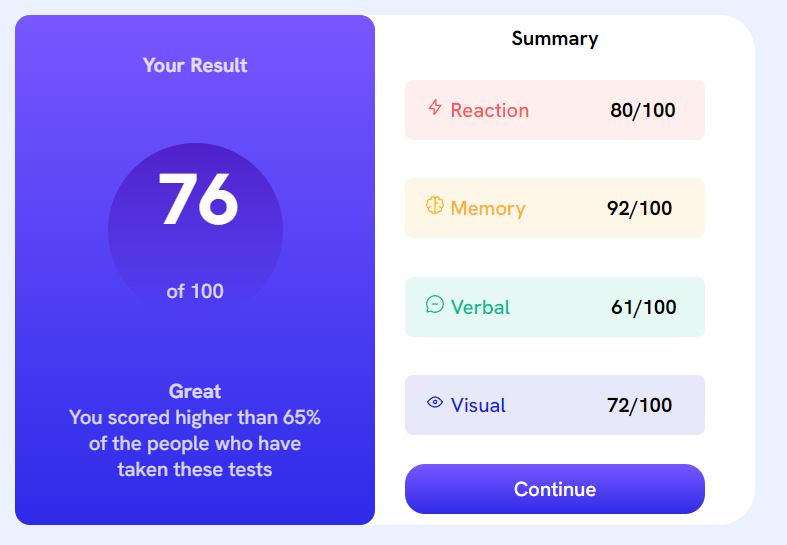 Your Result
76
of 100
Great
You scored higher than 65%
of the people who have
taken these tests
Summary
Reaction 80/100
Memory 92/100
Verbal 61/100
Visual 72/100
Continue